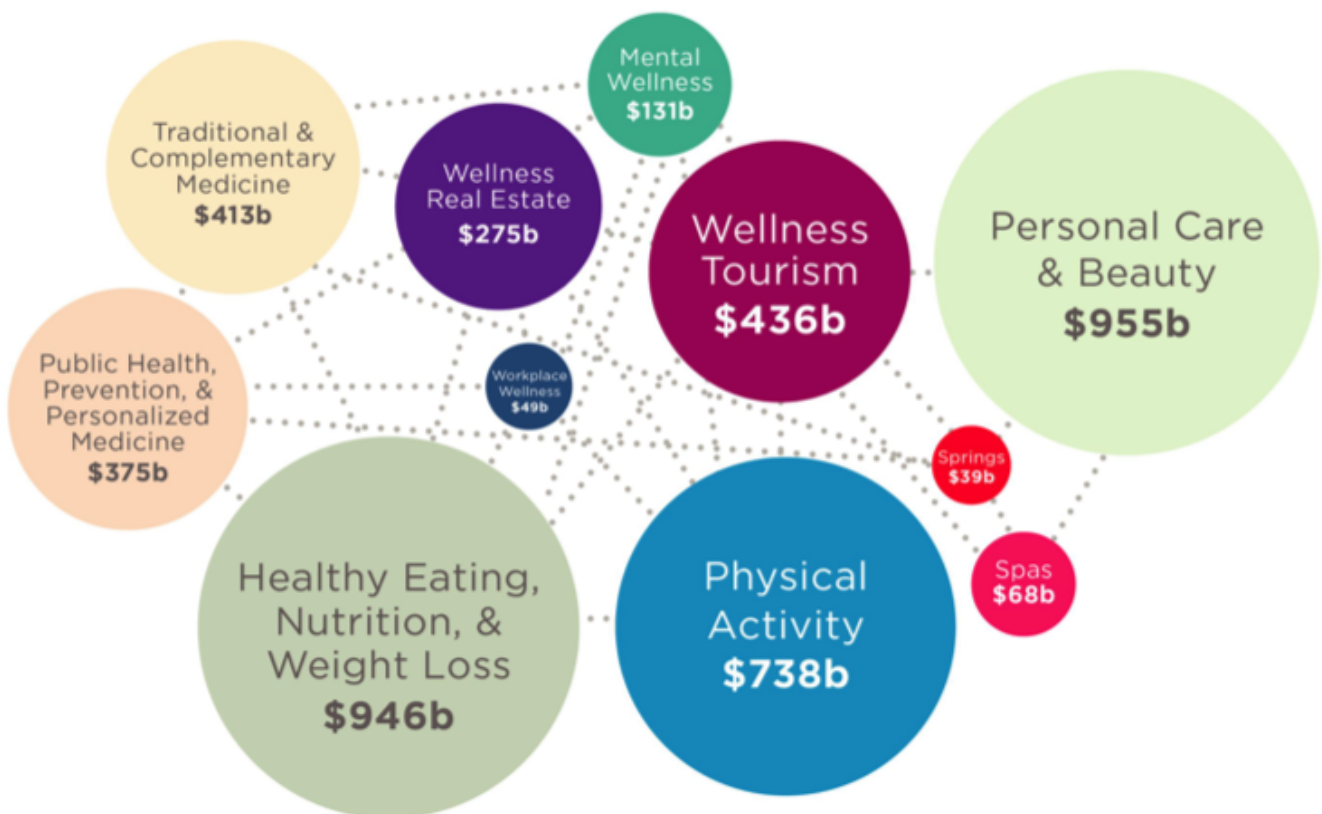 Mental
Wellness
$131b
Traditional &
Complementary
Medicine
$413b
Wellness
Real Estate
$275b
Wellness
Tourism
$436b
Personal Care
& Beauty
$955b
Public Health,
Prevention, &
Personalized
Medicine
$375b
Workplace
Wellness
$49b
Springs
$39b
Healthy Eating,
Nutrition, &
Weight Loss
$946b
Physical
Activity
$738b
Spas
$68b